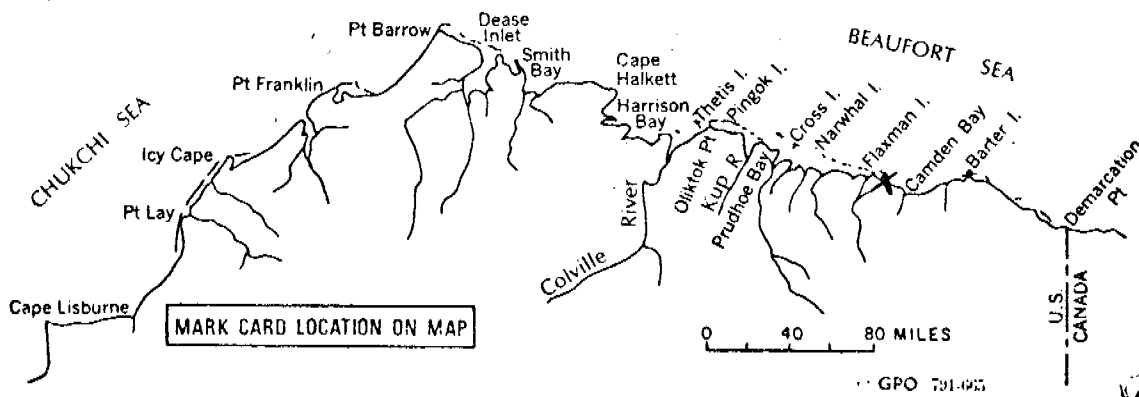 Pt Barrow
Dease
Inlet
Smith
Bay
Cape
Halkett
Harrison
Bay
BEAUFORT SEA
Pt Franklin
CHUKCHI SEA
Icy Cape
Pt Lay
Cape Lisburne
Thetis I.
Pingok I.
Cross I.
Narwhal I.
Flaxman I.
Camden Bay
Barter I.
Demarcation
Pt
Oliktok Pt
Kup R
Prudhoe Bay
Colville River
MARK CARD LOCATION ON MAP
0 40 80 MILES
U.S.
CANADA
GPO 791-665